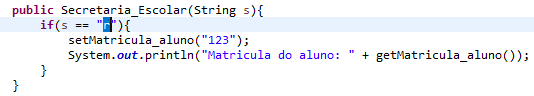 public Secretaria_Escolar(String s){
if(s == "r"){
setMatricula_aluno("123");
System.out.println("Matricula do aluno: " + getMatricula_aluno());
}
}